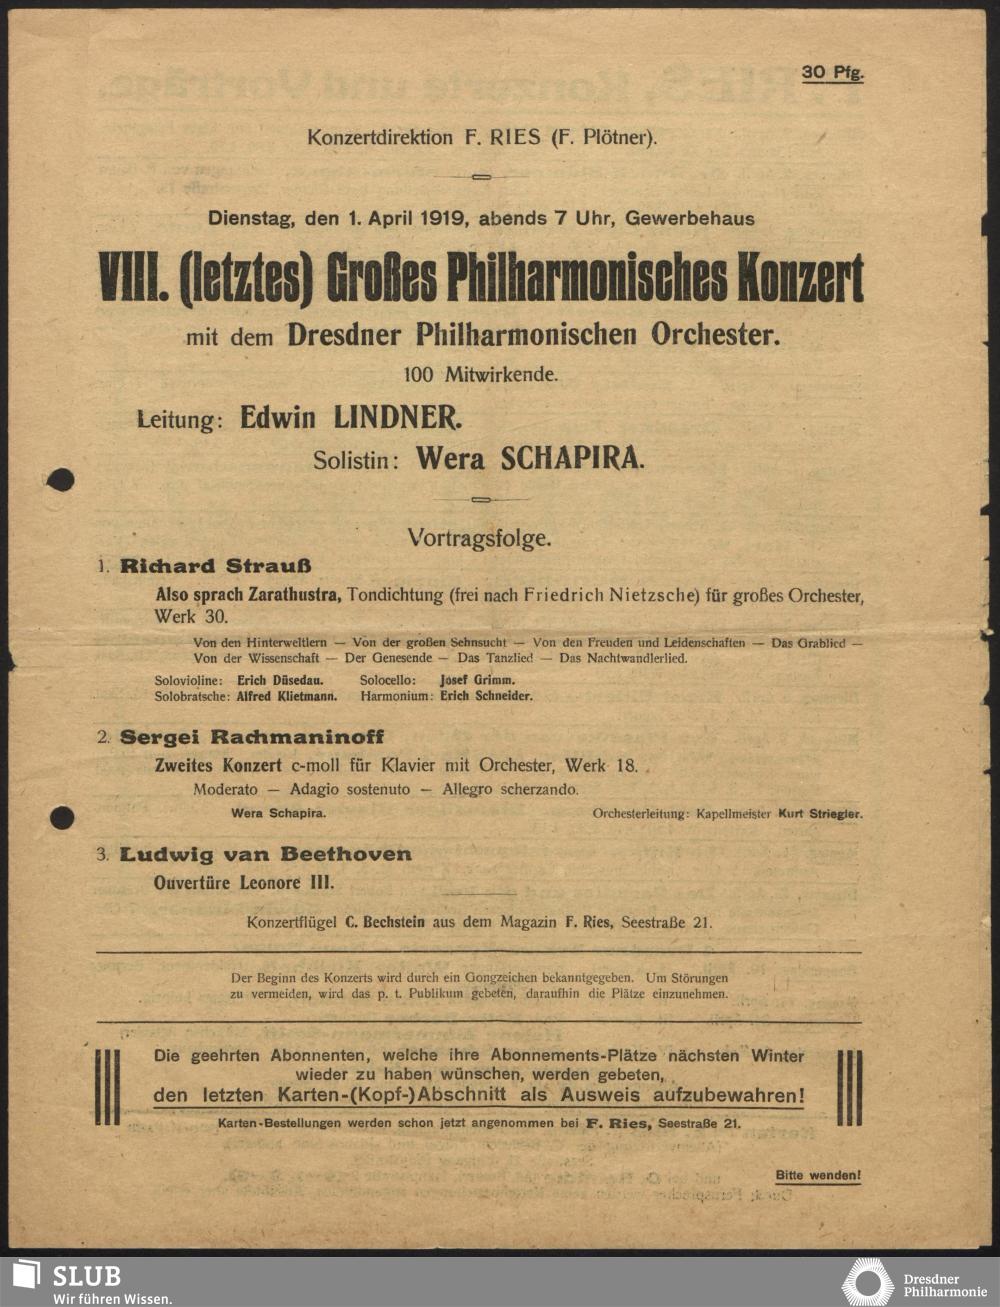 30 Pfg.
Konzertdirektion F. RIES (F. Plötner).
Dienstag, den 1. April 1919, abends 7 Uhr, Gewerbehaus
VIII. (letztes) Großes Philharmonisches Konzert
mit dem Dresdner Philharmonischen Orchester.
100 Mitwirkende.
Leitung: Edwin LINDNER.
Solistin: Wera SCHAPIRA.
Vortragsfolge.
1. Richard Strauß
Also sprach Zarathustra, Tondichtung (frei nach Friedrich Nietzsche) für großes Orchester,
Werk 30.
Von den Hinterweltlern — Von der großen Sehnsucht — Von den Freuden und Leidenschaften — Das Grablied —
Von der Wissenschaft — Der Genesende — Das Tanzlied — Das Nachtwandlerlied.
Solovioline: Erich Düsedau. Solocello: Josef Grimm.
Solobratsche: Alfred Klietmann. Harmonium: Erich Schneider.
2. Sergei Rachmaninoff
Zweites Konzert c-moll für Klavier mit Orchester, Werk 18.
Moderato — Adagio sostenuto — Allegro scherzando.
Wera Schapira. Orchesterleitung: Kapellmeister Kurt Striegler.
3. Ludwig van Beethoven
Ouvertüre Leonore III.
Konzertflügel C. Bechstein aus dem Magazin F. Ries, Seestraße 21.
Der Beginn des Konzerts wird durch ein Gongzeichen bekanntgegeben. Um Störungen
zu vermeiden, wird das p. t. Publikum gebeten, daraufhin die Plätze einzunehmen.
Die geehrten Abonnenten, welche ihre Abonnements-Plätze nächsten Winter
wieder zu haben wünschen, werden gebeten,
den letzten Karten-(Kopf-)Abschnitt als Ausweis aufzubewahren!
Karten-Bestellungen werden schon jetzt angenommen bei F. Ries, Seestraße 21.
Bitte wenden!
SLUB
Wir führen Wissen.
Dresdner
Philharmonie